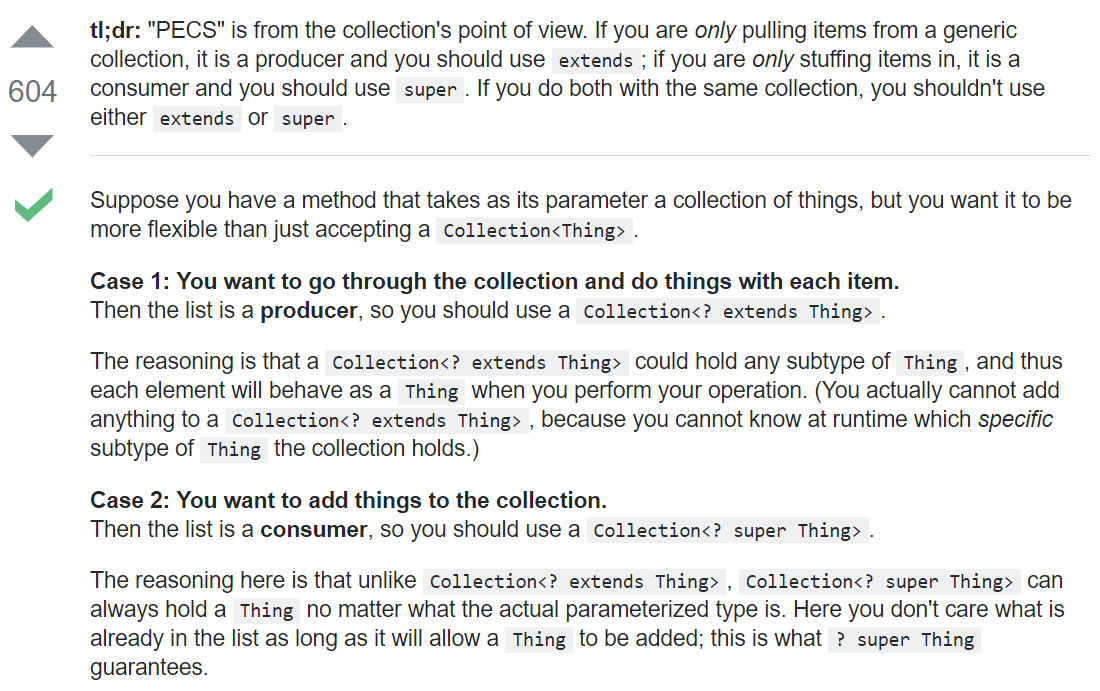 tl;dr: "PECS" is from the collection's point of view. If you are only pulling items from a generic
collection, it is a producer and you should use extends; if you are only stuffing items in, it is a
604
consumer and you should use super. If you do both with the same collection, you shouldn't use
either extends or super.
Suppose you have a method that takes as its parameter a collection of things, but you want it to be
more flexible than just accepting a Collection<Thing>.
Case 1: You want to go through the collection and do things with each item.
Then the list is a producer, so you should use a Collection<? extends Thing>.
The reasoning is that a Collection<? extends Thing> could hold any subtype of Thing, and thus
each element will behave as a Thing when you perform your operation. (You actually cannot add
anything to a Collection<? extends Thing>, because you cannot know at runtime which specific
subtype of Thing the collection holds.)
Case 2: You want to add things to the collection.
Then the list is a consumer, so you should use a Collection<? super Thing>.
The reasoning here is that unlike Collection<? extends Thing>, Collection<? super Thing> can
always hold a Thing no matter what the actual parameterized type is. Here you don't care what is
already in the list as long as it will allow a Thing to be added; this is what ? super Thing
guarantees.